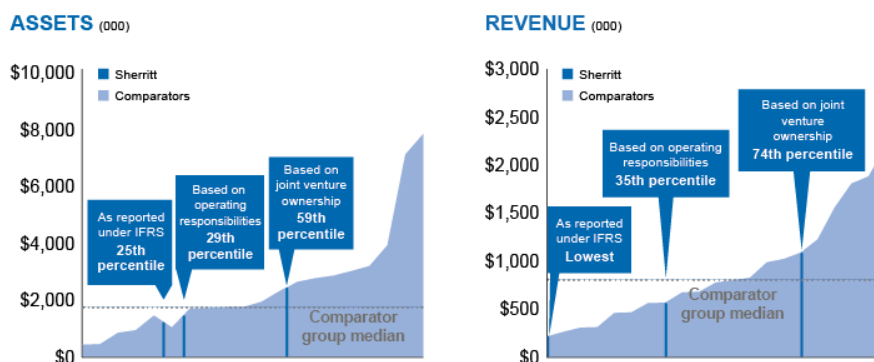 ASSETS (000)
$10,000
$8,000
$6,000
$4,000
$2,000
$0
Sherritt
Comparators
As reported
under IFRS
25th
percentile
Based on
operating
responsibilities
29th
percentile
Based on
joint venture
ownership
59th
percentile
Comparator
group median
REVENUE (000)
$3,000
$2,500
$2,000
$1,500
$1,000
$500
$0
Sherritt
Comparators
As reported
under IFRS
Lowest
Based on operating
responsibilities
35th percentile
Based on joint
venture
ownership
74th percentile
Comparator
group median